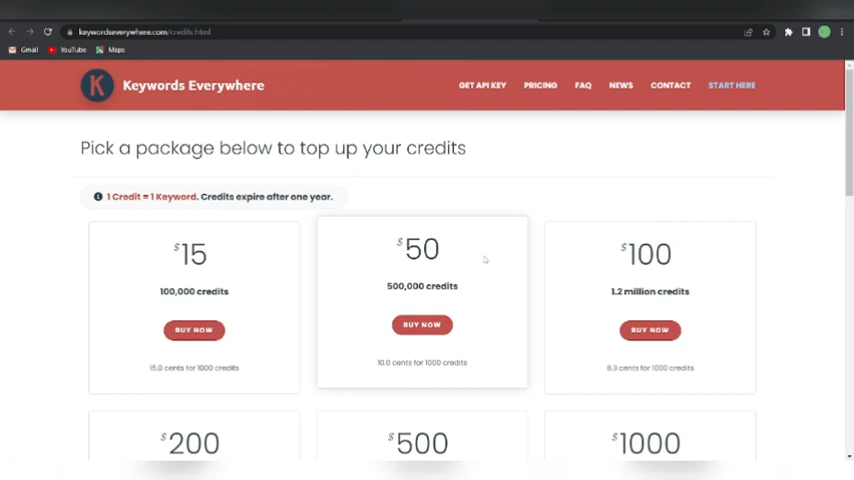 keywordseverywhere.com/credits.html
Gmail YouTube Maps
K Keywords Everywhere GET API KEY PRICING FAQ NEWS CONTACT START HERE
Pick a package below to top up your credits
1 Credit = 1 Keyword. Credits expire after one year.
$15 $50 $100
100,000 credits 500,000 credits 1.2 million credits
BUY NOW BUY NOW BUY NOW
15.0 cents for 1000 credits 10.0 cents for 1000 credits 8.3 cents for 1000 credits
$200 $500 $1000